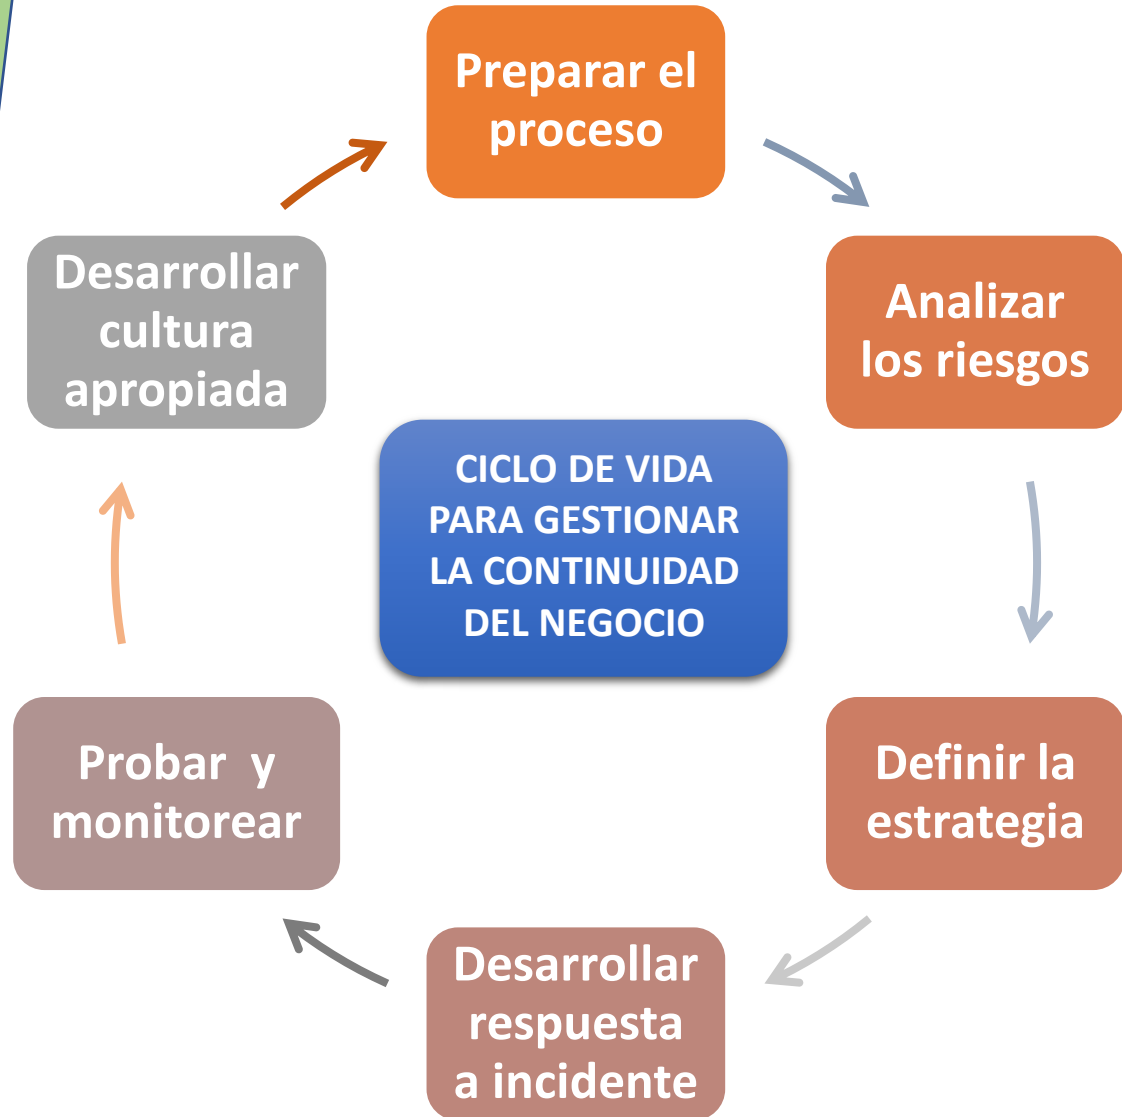 Preparar el
proceso
Analizar
los riesgos
Definir la
estrategia
Desarrollar
respuesta
a incidente
Probar  y
monitorear
Desarrollar
cultura
apropiada
CICLO DE VIDA
PARA GESTIONAR
LA CONTINUIDAD
DEL NEGOCIO